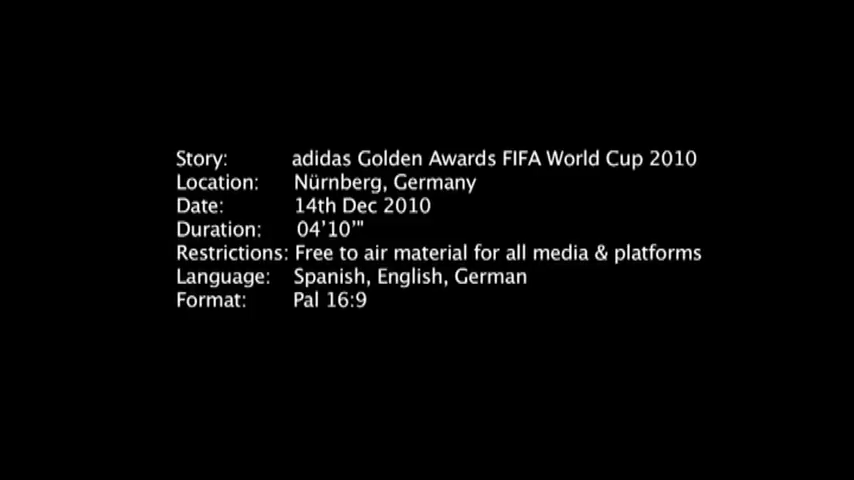 Story: adidas Golden Awards FIFA World Cup 2010
Location: Nürnberg, Germany
Date: 14th Dec 2010
Duration: 04’10’"
Restrictions: Free to air material for all media & platforms
Language: Spanish, English, German
Format: Pal 16:9